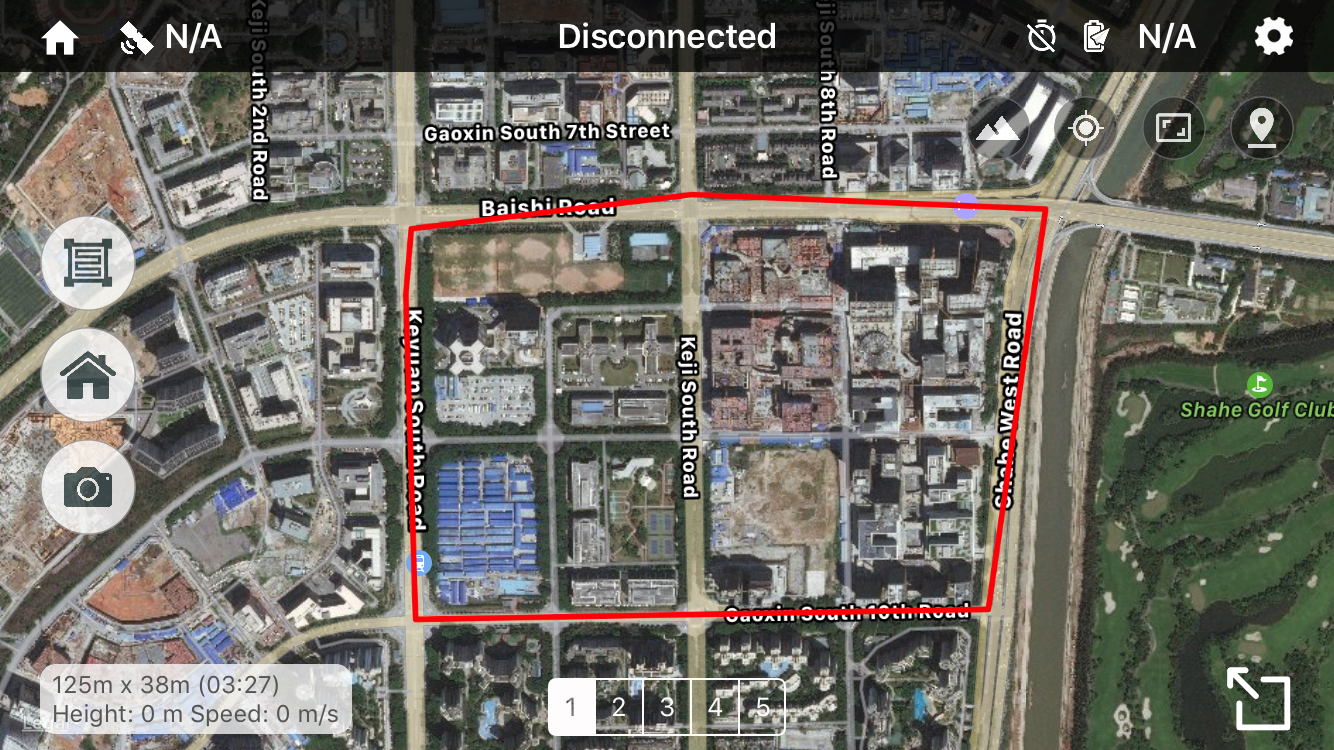 N/A
Disconnected
N/A
Keji South 2nd Road
Gaoxin South 7th Street
8th Road
Baishi Road
Keyuan South Road
Keji South Road
Shahe West Road
Shahe Golf Club
Gaoxin South 10th Road
125m x 38m (03:27)
Height: 0 m Speed: 0 m/s
1 2 3 4 5